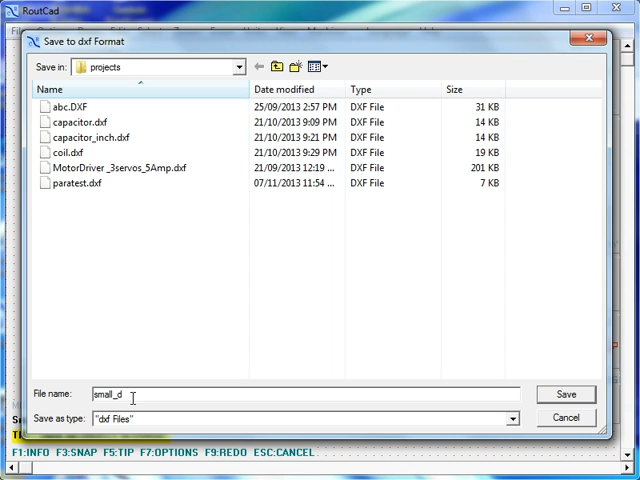 RoutCad
Save to dxf Format
Save in: projects
Name Date modified Type Size
abc.DXF 25/09/2013 2:57 PM DXF File 31 KB
capacitor.dxf 21/10/2013 9:09 PM DXF File 14 KB
capacitor_inch.dxf 21/10/2013 9:21 PM DXF File 14 KB
coil.dxf 21/10/2013 9:29 PM DXF File 19 KB
MotorDriver _3servos_5Amp.dxf 21/09/2013 12:19 ... DXF File 201 KB
paratest.dxf 07/11/2013 11:54 ... DXF File 7 KB
File name: small_d Save
Save as type: "dxf Files" Cancel
F1:INFO F3:SNAP F5:TIP F7:OPTIONS F9:REDO ESC:CANCEL